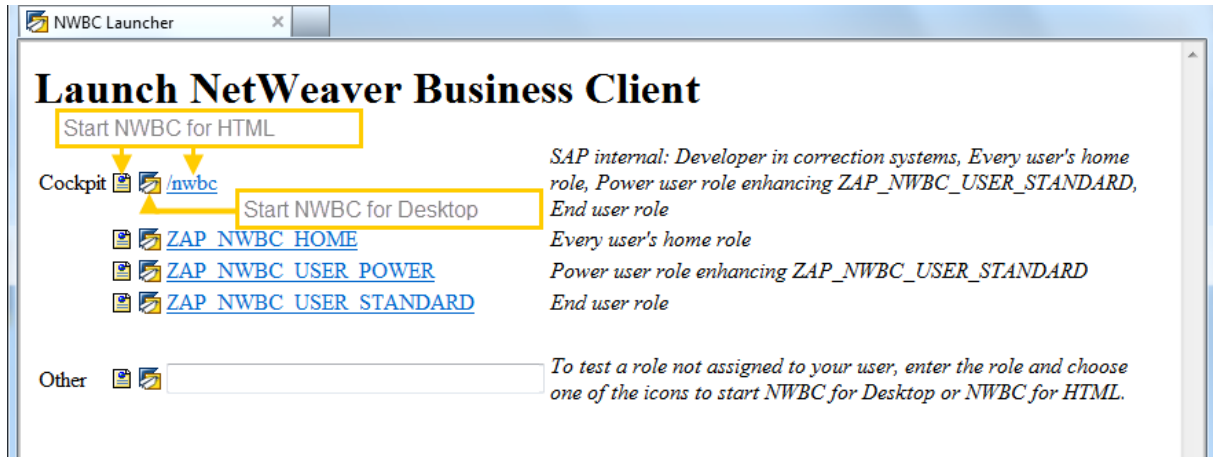 NWBC Launcher
Launch NetWeaver Business Client
Start NWBC for HTML
SAP internal: Developer in correction systems, Every user's home
Cockpit /nwbc role, Power user role enhancing ZAP_NWBC_USER_STANDARD,
Start NWBC for Desktop End user role
ZAP_NWBC_HOME Every user's home role
ZAP_NWBC_USER_POWER Power user role enhancing ZAP_NWBC_USER_STANDARD
ZAP_NWBC_USER_STANDARD End user role
To test a role not assigned to your user, enter the role and choose
Other one of the icons to start NWBC for Desktop or NWBC for HTML.